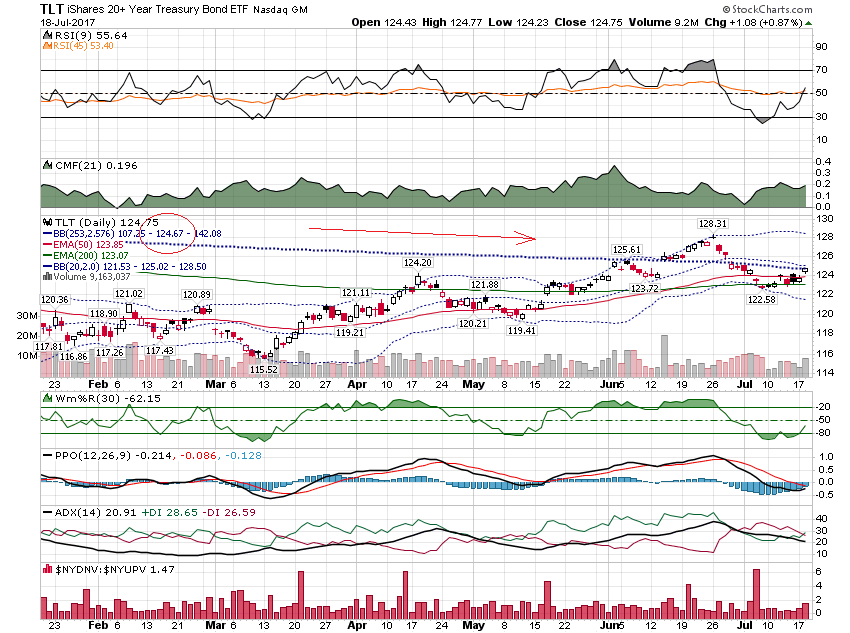 TLT iShares 20+ Year Treasury Bond ETF Nasdaq GM © StockCharts.com
18-Jul-2017 Open 124.43 High 124.77 Low 124.23 Close 124.75 Volume 9.2M Chg +1.08 (+0.87%)
RSI(9) 55.64
RSI(45) 53.40
90
70
50
30
10
CMF(21) 0.196
0.4
0.3
0.2
0.1
0.0
TLT (Daily) 124.75
BB(253,2.576) 107.25 - 124.67 - 142.08
EMA(50) 123.85
EMA(200) 123.07
BB(20,2.0) 121.53 - 125.02 - 128.50
Volume 9,163,037
130
128
126
124
122
120
118
116
114
30M
20M
10M
120.36
117.81
116.86
118.90
117.26
121.02
117.43
120.89
115.52
119.21
121.11
124.20
120.21
121.88
119.41
125.61
123.72
128.31
122.58
23 Feb 6 13 21 Mar 6 13 20 27 Apr 10 17 24 May 8 15 22 Jun 5 12 19 26 Jul 10 17
Wm%R(30) -62.15
-20
-50
-80
PPO(12,26,9) -0.214, -0.086, -0.128
1.0
0.5
0.0
-0.5
ADX(14) 20.91 +DI 28.65 -DI 26.59
40
30
20
10
$NYDNV:$NYUPV 1.47
6
4
2
0
23 Feb 6 13 21 Mar 6 13 20 27 Apr 10 17 24 May 8 15 22 Jun 5 12 19 26 Jul 10 17